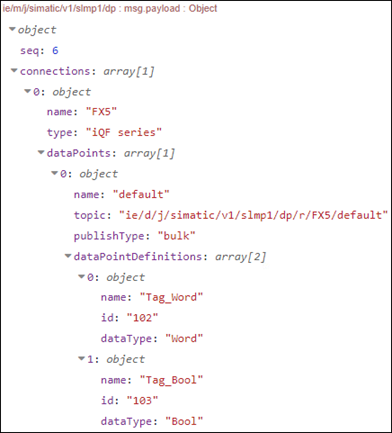 ie/m/j/simatic/v1/slmp1/dp : msg.payload : Object
object
seq: 6
connections: array[1]
0: object
name: "FX5"
type: "iQF series"
dataPoints: array[1]
0: object
name: "default"
topic: "ie/d/j/simatic/v1/slmp1/dp/r/FX5/default"
publishType: "bulk"
dataPointDefinitions: array[2]
0: object
name: "Tag_Word"
id: "102"
dataType: "Word"
1: object
name: "Tag_Bool"
id: "103"
dataType: "Bool"